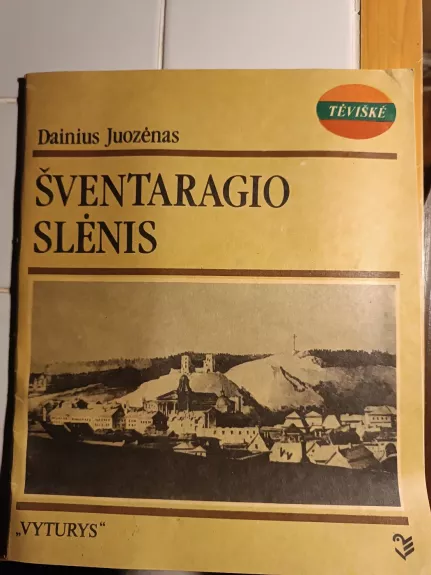 TĖVIŠKĖ
Dainius Juozėnas
ŠVENTARAGIO
SLĖNIS
„VYTURYS“